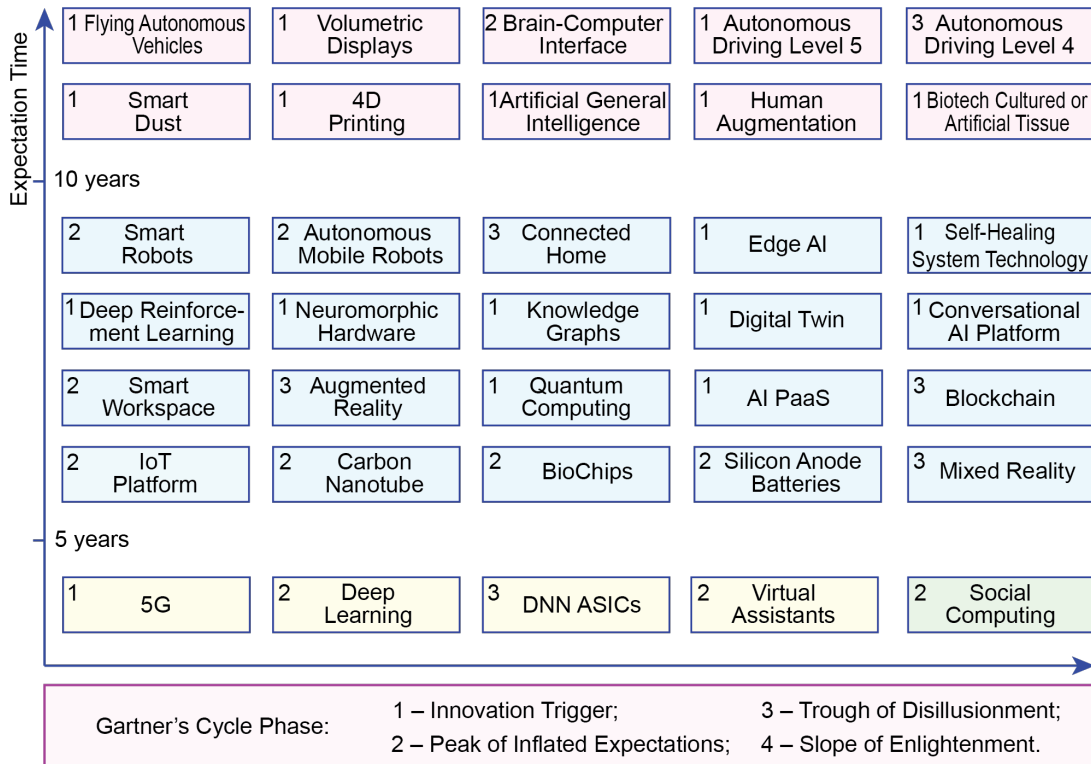 Expectation Time
1 Flying Autonomous
Vehicles
1 Volumetric
Displays
2 Brain-Computer
Interface
1 Autonomous
Driving Level 5
3 Autonomous
Driving Level 4
1 Smart
Dust
1 4D
Printing
1 Artificial General
Intelligence
1 Human
Augmentation
1 Biotech Cultured or
Artificial Tissue
10 years
2 Smart
Robots
2 Autonomous
Mobile Robots
3 Connected
Home
1 Edge AI
1 Self-Healing
System Technology
1 Deep Reinforce-
ment Learning
1 Neuromorphic
Hardware
1 Knowledge
Graphs
1 Digital Twin
1 Conversational
AI Platform
2 Smart
Workspace
3 Augmented
Reality
1 Quantum
Computing
1 AI PaaS
3 Blockchain
2 IoT
Platform
2 Carbon
Nanotube
2 BioChips
2 Silicon Anode
Batteries
3 Mixed Reality
5 years
1 5G
2 Deep
Learning
3 DNN ASICs
2 Virtual
Assistants
2 Social
Computing
Gartner’s Cycle Phase:
1 – Innovation Trigger;
2 – Peak of Inflated Expectations;
3 – Trough of Disillusionment;
4 – Slope of Enlightenment.